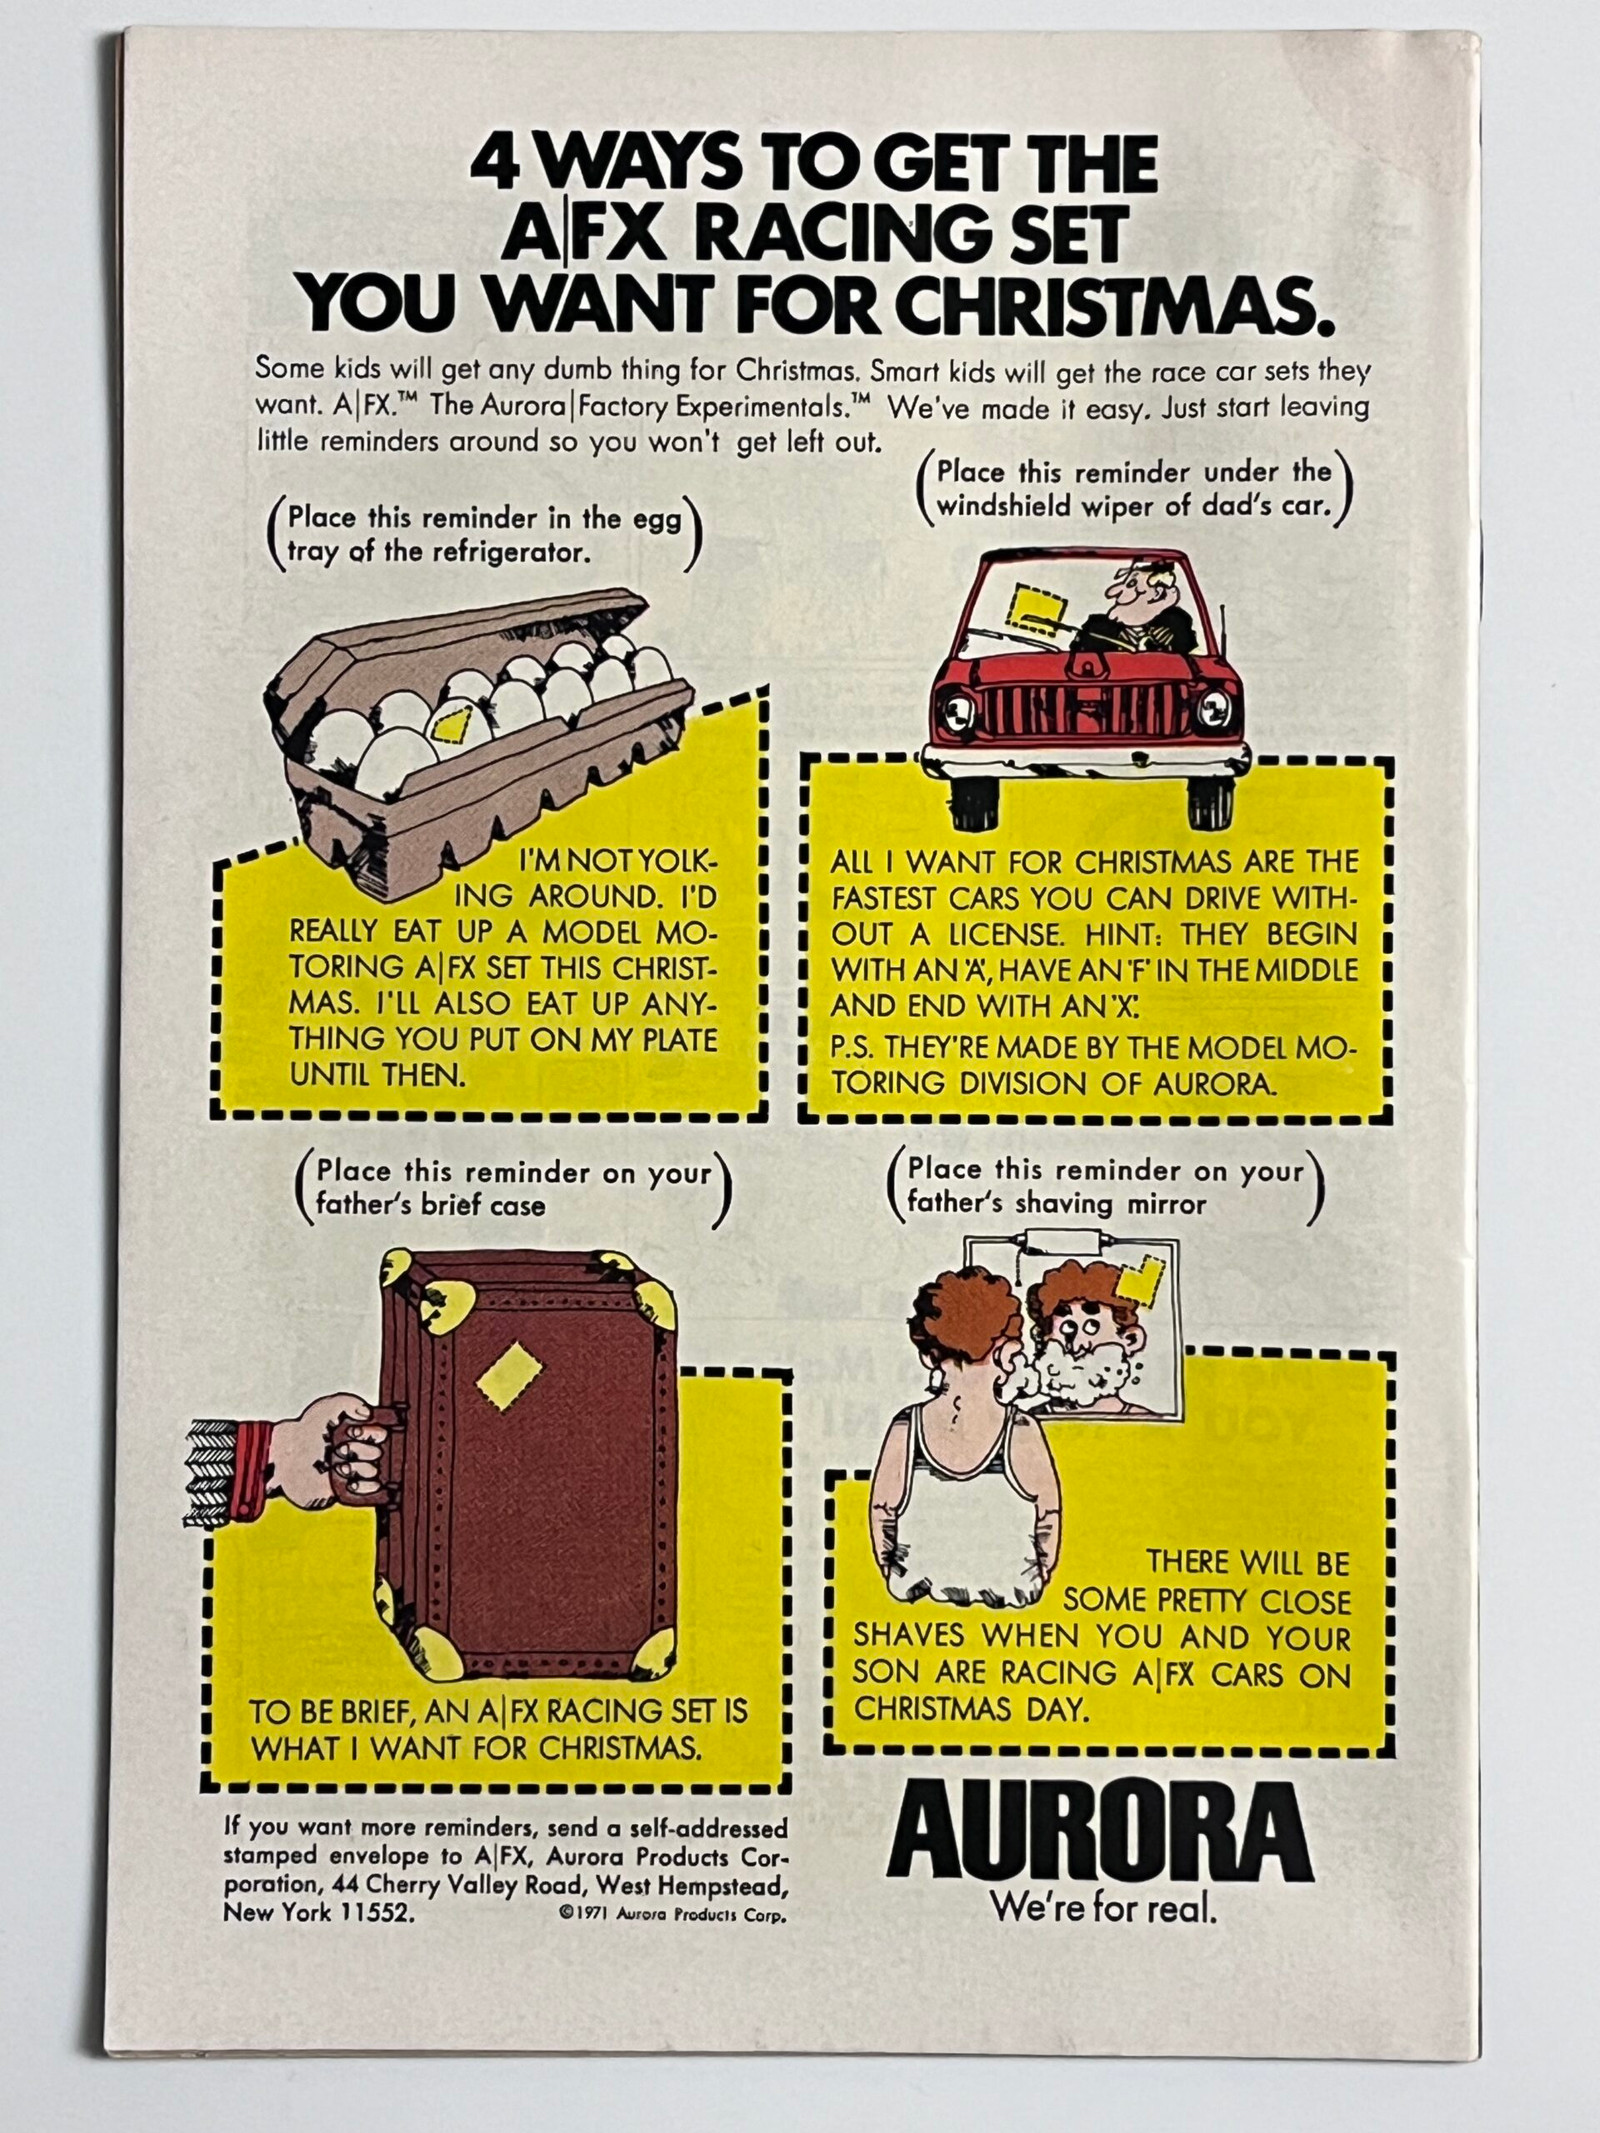 4 WAYS TO GET THE
A|FX RACING SET
YOU WANT FOR CHRISTMAS.
Some kids will get any dumb thing for Christmas. Smart kids will get the race car sets they
want. A|FX.™ The Aurora|Factory Experimentals.™ We've made it easy. Just start leaving
little reminders around so you won't get left out.
(Place this reminder in the egg
tray of the refrigerator.)
(Place this reminder under the
windshield wiper of dad's car.)
I'M NOT YOLK-
ING AROUND. I'D
REALLY EAT UP A MODEL MO-
TORING A|FX SET THIS CHRIST-
MAS. I'LL ALSO EAT UP ANY-
THING YOU PUT ON MY PLATE
UNTIL THEN.
ALL I WANT FOR CHRISTMAS ARE THE
FASTEST CARS YOU CAN DRIVE WITH-
OUT A LICENSE. HINT: THEY BEGIN
WITH AN 'A', HAVE AN 'F' IN THE MIDDLE
AND END WITH AN 'X'.
P.S. THEY'RE MADE BY THE MODEL MO-
TORING DIVISION OF AURORA.
(Place this reminder on your
father's brief case)
(Place this reminder on your
father's shaving mirror)
TO BE BRIEF, AN A|FX RACING SET IS
WHAT I WANT FOR CHRISTMAS.
THERE WILL BE
SOME PRETTY CLOSE
SHAVES WHEN YOU AND YOUR
SON ARE RACING A|FX CARS ON
CHRISTMAS DAY.
If you want more reminders, send a self-addressed
stamped envelope to A|FX, Aurora Products Cor-
poration, 44 Cherry Valley Road, West Hempstead,
New York 11552.
©1971 Aurora Products Corp.
AURORA
We're for real.